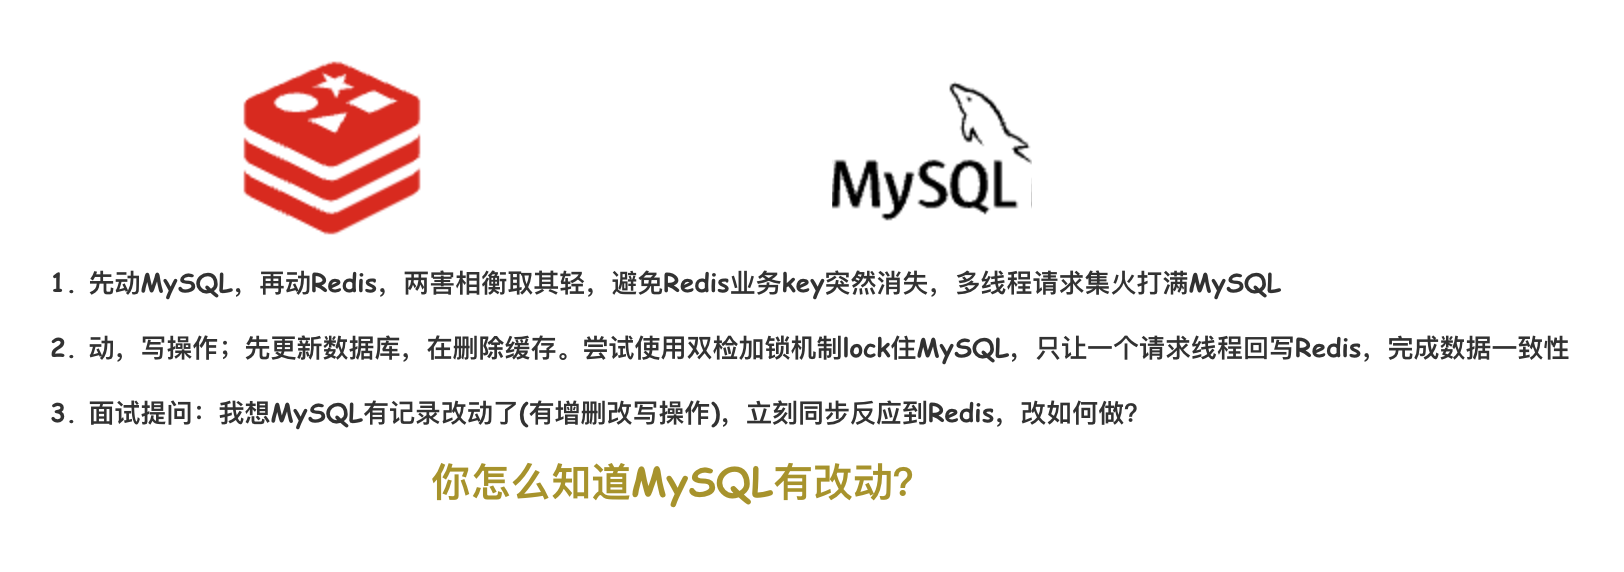 MySQL
1. 先动MySQL，再动Redis，两害相衡取其轻，避免Redis业务key突然消失，多线程请求集火打满MySQL
2. 动，写操作；先更新数据库，在删除缓存。尝试使用双检加锁机制lock住MySQL，只让一个请求线程回写Redis，完成数据一致性
3. 面试提问：我想MySQL有记录改动了(有增删改写操作)，立刻同步反应到Redis，改如何做？
你怎么知道MySQL有改动？